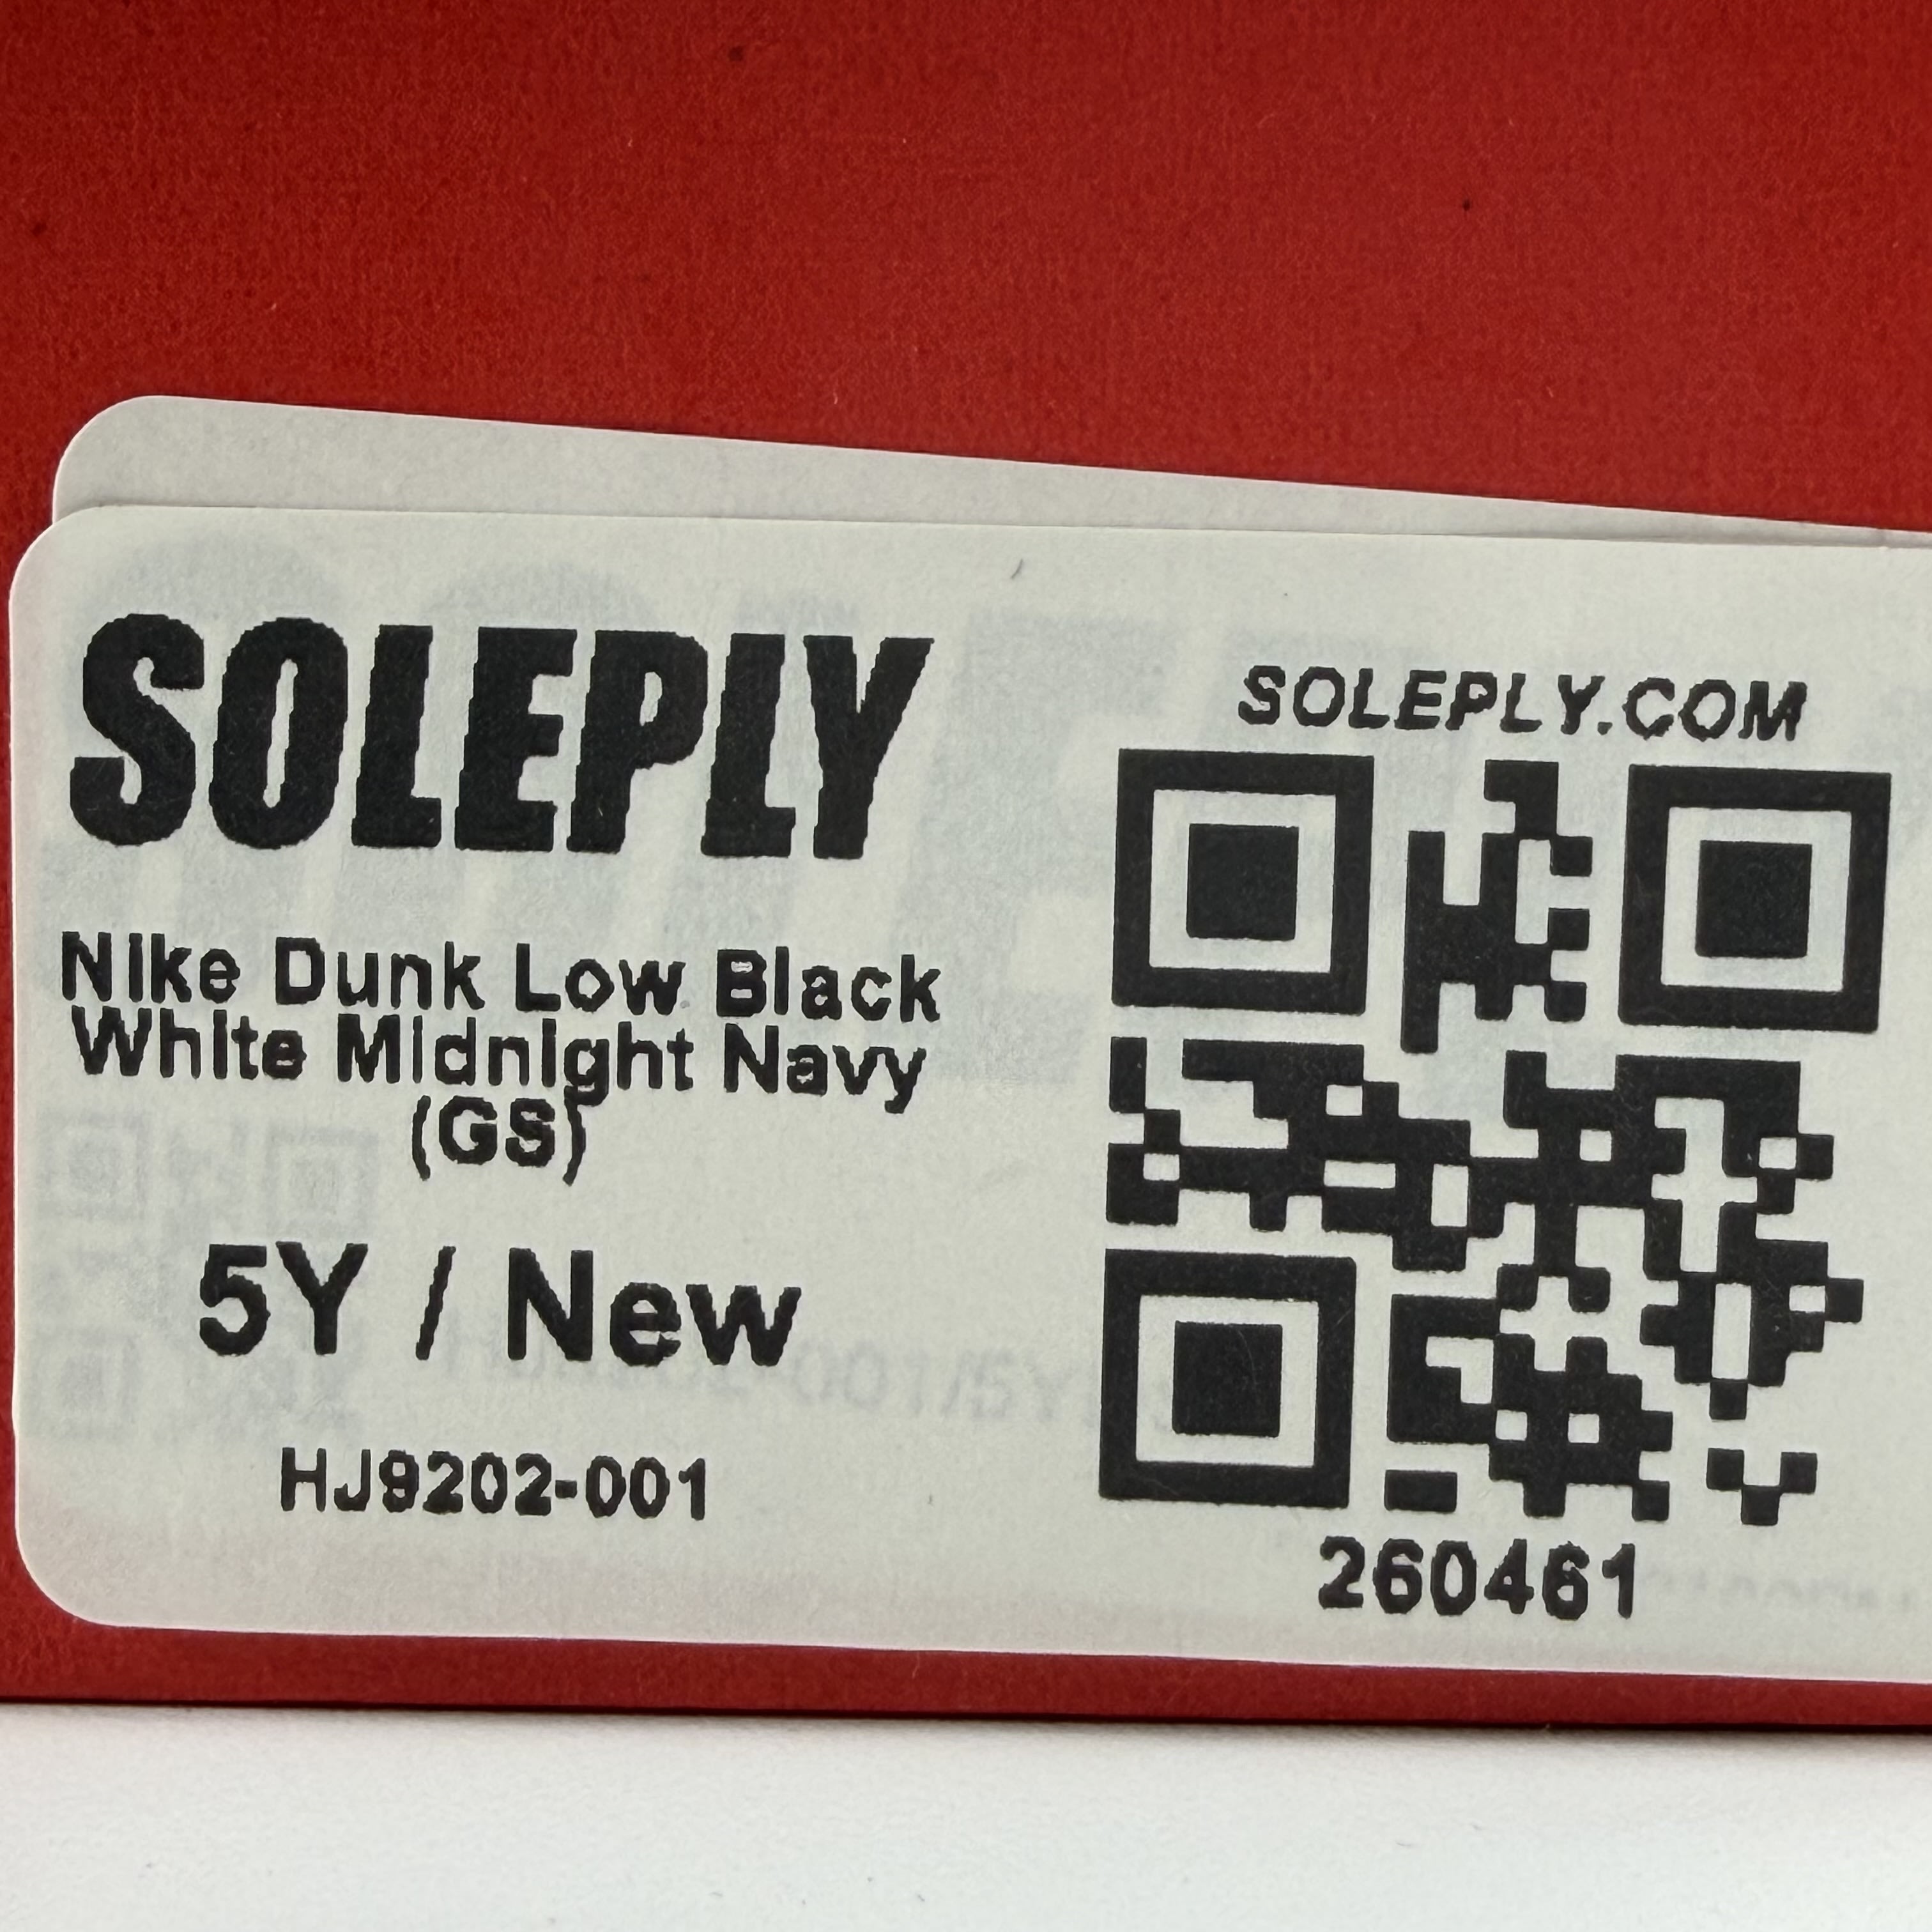 SOLEPLY
Nike Dunk Low Black
White Midnight Navy
(GS)
5Y / New
HJ9202-001
SOLEPLY.COM
260461